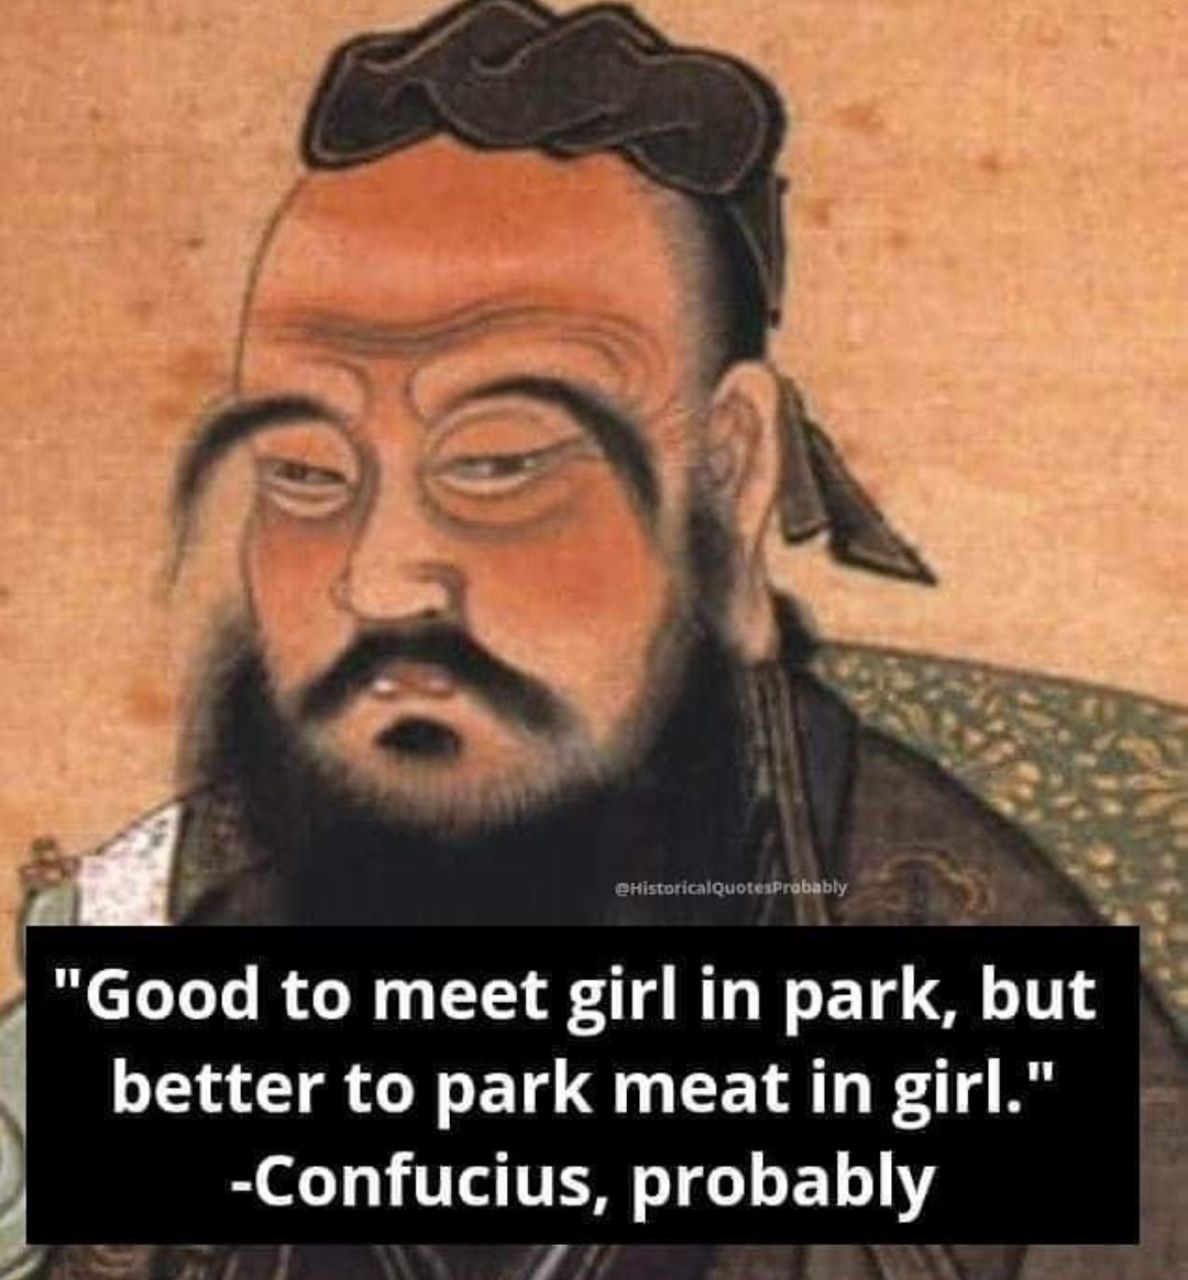 @HistoricalQuotesProbably
"Good to meet girl in park, but
better to park meat in girl."
-Confucius, probably